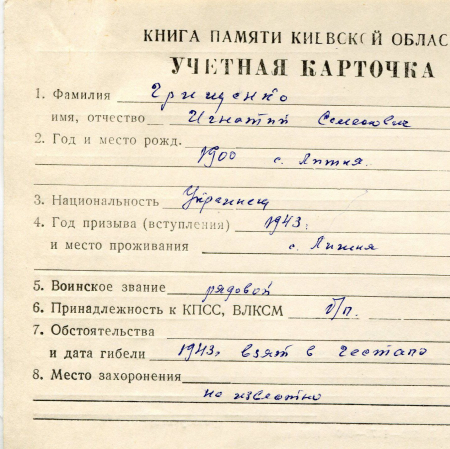 КНИГА ПАМЯТИ КИЕВСКОЙ ОБЛАС
УЧЕТНАЯ КАРТОЧКА
1. Фамилия Грищенко
имя, отчество Игнатий Семенович
2. Год и место рожд.
1900 с.
3. Национальность Украинец
4. Год призыва (вступления) 1943.
и место проживания с.
5. Воинское звание рядовой
6. Принадлежность к КПСС, ВЛКСМ б/п.
7. Обстоятельства
и дата гибели 1943, взят в гестапо
8. Место захоронения
не известно